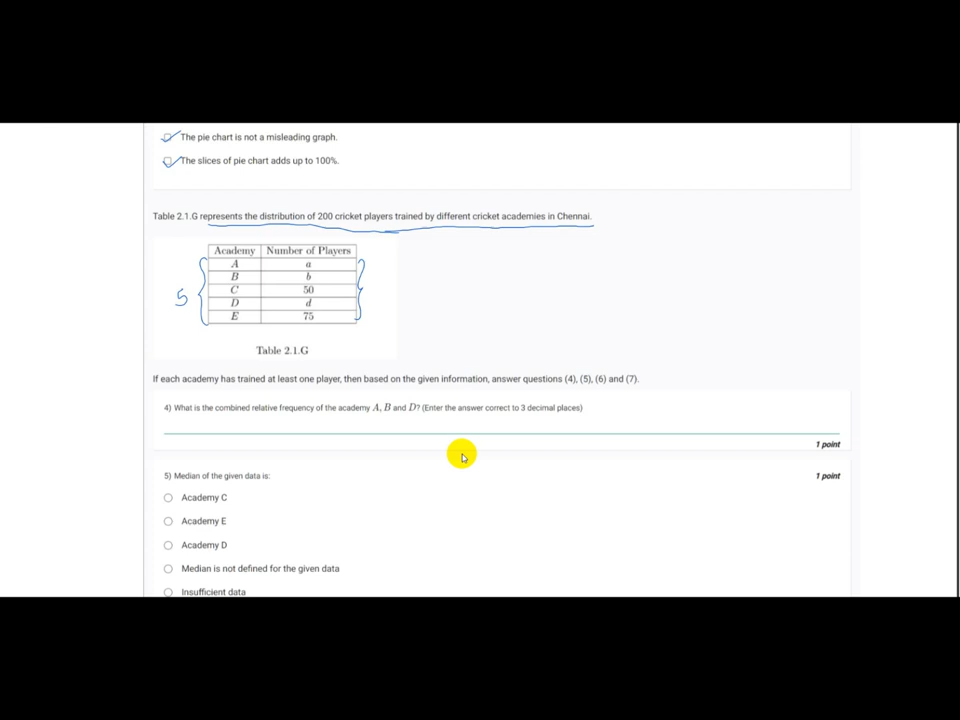 The pie chart is not a misleading graph.
The slices of pie chart adds up to 100%.
Table 2.1.G represents the distribution of 200 cricket players trained by different cricket academies in Chennai.
Academy Number of Players
A a
B b
C 50
D d
E 75
5
Table 2.1.G
If each academy has trained at least one player, then based on the given information, answer questions (4), (5), (6) and (7).
4) What is the combined relative frequency of the academy A, B and D? (Enter the answer correct to 3 decimal places)
1 point
5) Median of the given data is: 1 point
Academy C
Academy E
Academy D
Median is not defined for the given data
Insufficient data